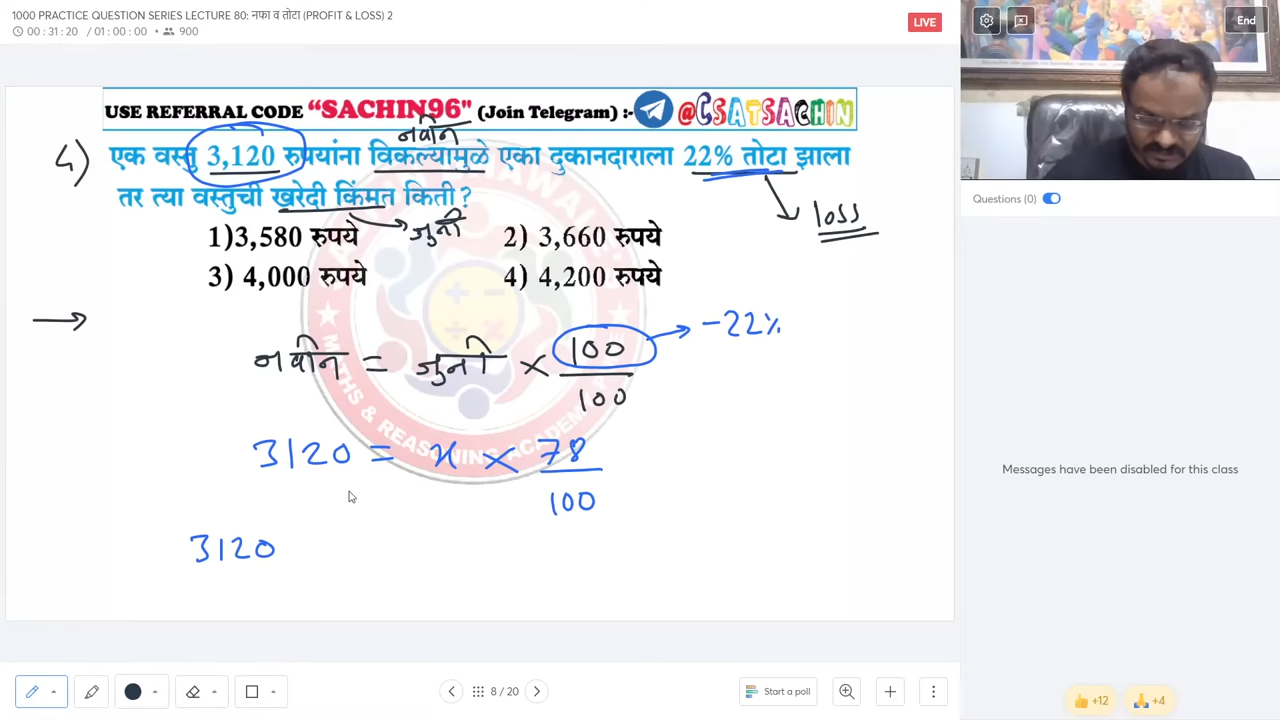 1000 PRACTICE QUESTION SERIES LECTURE 80: नफा व तोटा (PROFIT & LOSS) 2
00 : 31 : 20 / 01 : 00 : 00 • 900
LIVE
End
USE REFERRAL CODE “SACHIN96” (Join Telegram) :- @CSATSACHIN
नवीन
4) एक वस्तु 3,120 रुपयांना विकल्यामुळे एका दुकानदाराला 22% तोटा झाला
तर त्या वस्तुची खरेदी किंमत किती?
जुनी
loss
1)3,580 रुपये 2) 3,660 रुपये
3) 4,000 रुपये 4) 4,200 रुपये
नवीन = जुनी × 100/100 → -22%
3120 = x × 78/100
3120
MATHS & REASONING ACADEMY
Questions (0)
Messages have been disabled for this class
8 / 20
Start a poll
+12
+4